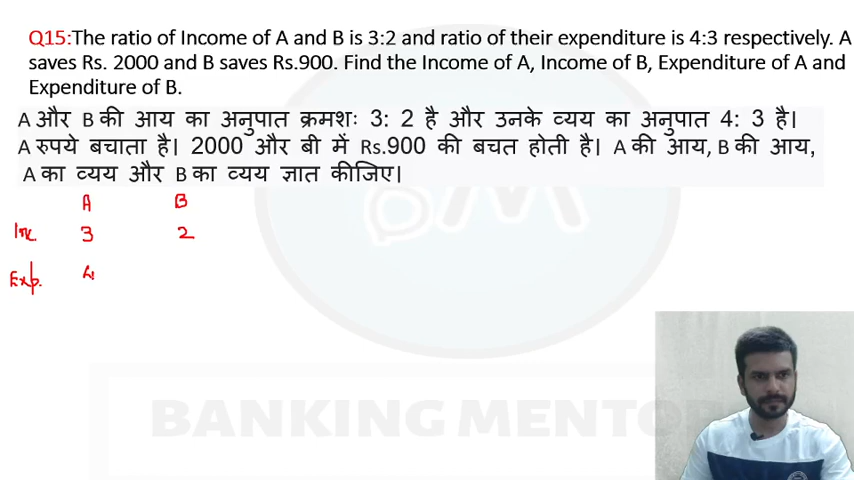 Q15:The ratio of Income of A and B is 3:2 and ratio of their expenditure is 4:3 respectively. A
saves Rs. 2000 and B saves Rs.900. Find the Income of A, Income of B, Expenditure of A and
Expenditure of B.
A और B की आय का अनुपात क्रमशः 3: 2 है और उनके व्यय का अनुपात 4: 3 है।
A रुपये बचाता है। 2000 और बी में Rs.900 की बचत होती है। A की आय, B की आय,
A का व्यय और B का व्यय ज्ञात कीजिए।
A B
Inc. 3 2
Exp. 4
BANKING MENTOR